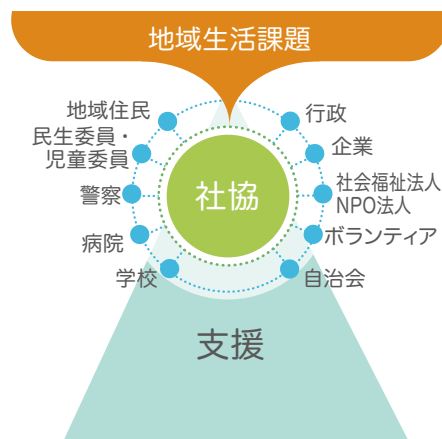 地域生活課題
地域住民
民生委員・
児童委員
警察
病院
学校
社協
行政
企業
社会福祉法人
NPO法人
ボランティア
自治会
支援